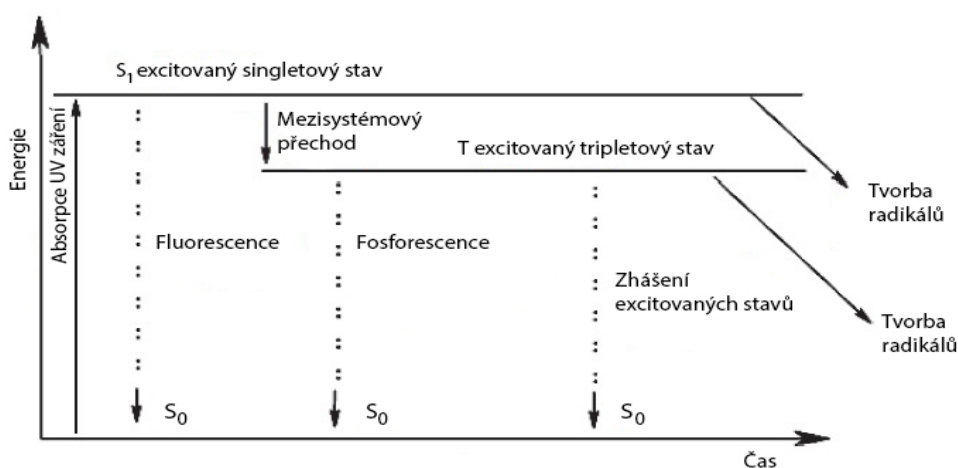 S1 excitovaný singletový stav
Mezisystémový
přechod
T excitovaný tripletový stav
Energie
Absorpce UV záření
Tvorba
radikálů
Fluorescence
Fosforescence
Zhášení
excitovaných stavů
Tvorba
radikálů
S0
S0
S0
Čas